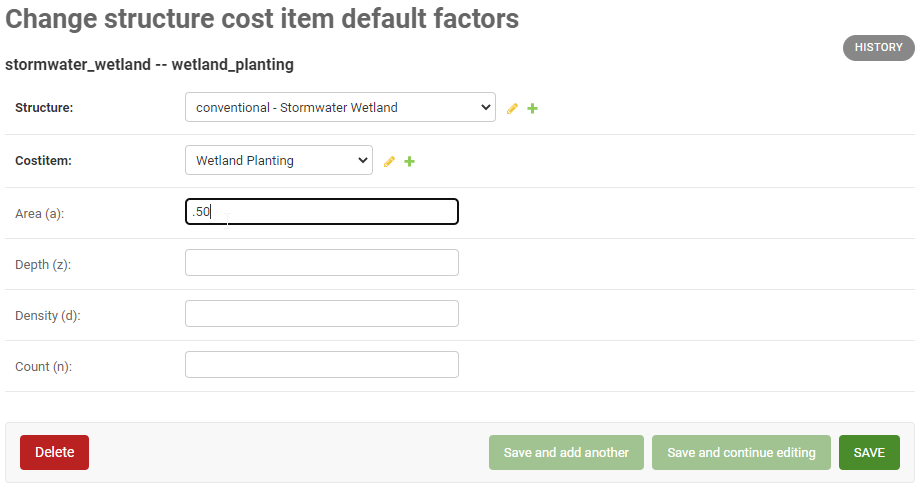 Change structure cost item default factors
HISTORY
stormwater_wetland -- wetland_planting
Structure: conventional - Stormwater Wetland
Costitem: Wetland Planting
Area (a): .50
Depth (z):
Density (d):
Count (n):
Delete Save and add another Save and continue editing SAVE